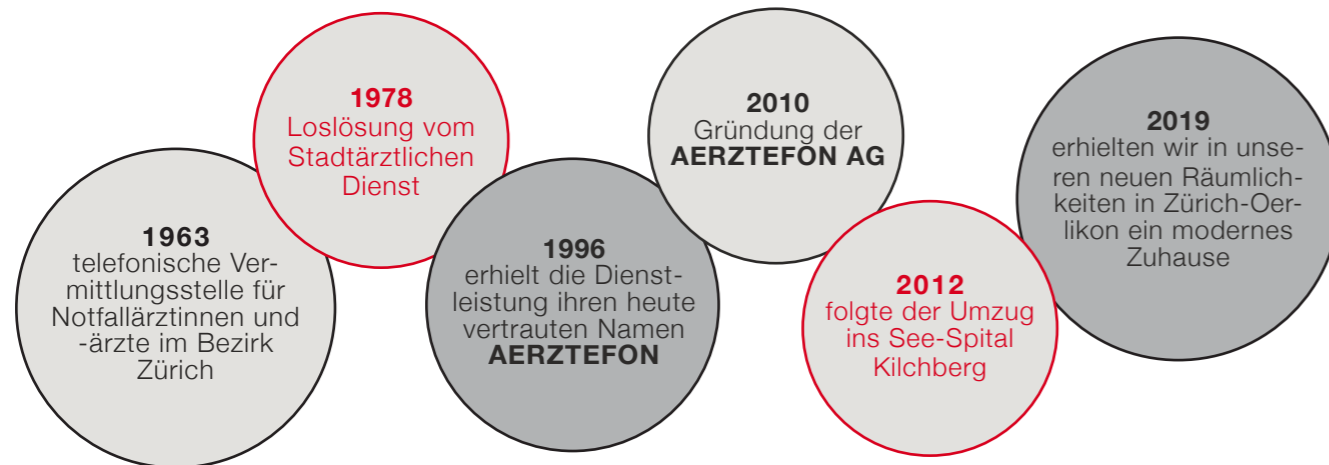 1963
telefonische Ver-
mittlungsstelle für
Notfallärztinnen und
-ärzte im Bezirk
Zürich
1978
Loslösung vom
Stadtärztlichen
Dienst
1996
erhielt die Dienst-
leistung ihren heute
vertrauten Namen
AERZTEFON
2010
Gründung der
AERZTEFON AG
2012
folgte der Umzug
ins See-Spital
Kilchberg
2019
erhielten wir in unse-
ren neuen Räumlich-
keiten in Zürich-Oer-
likon ein modernes
Zuhause